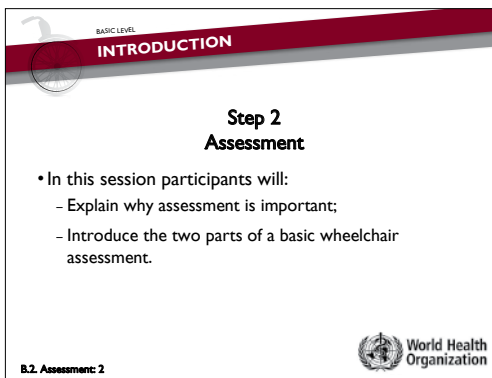 BASIC LEVEL
INTRODUCTION
Step 2
Assessment
• In this session participants will:
– Explain why assessment is important;
– Introduce the two parts of a basic wheelchair
assessment.
World Health
Organization
B.2. Assessment: 2